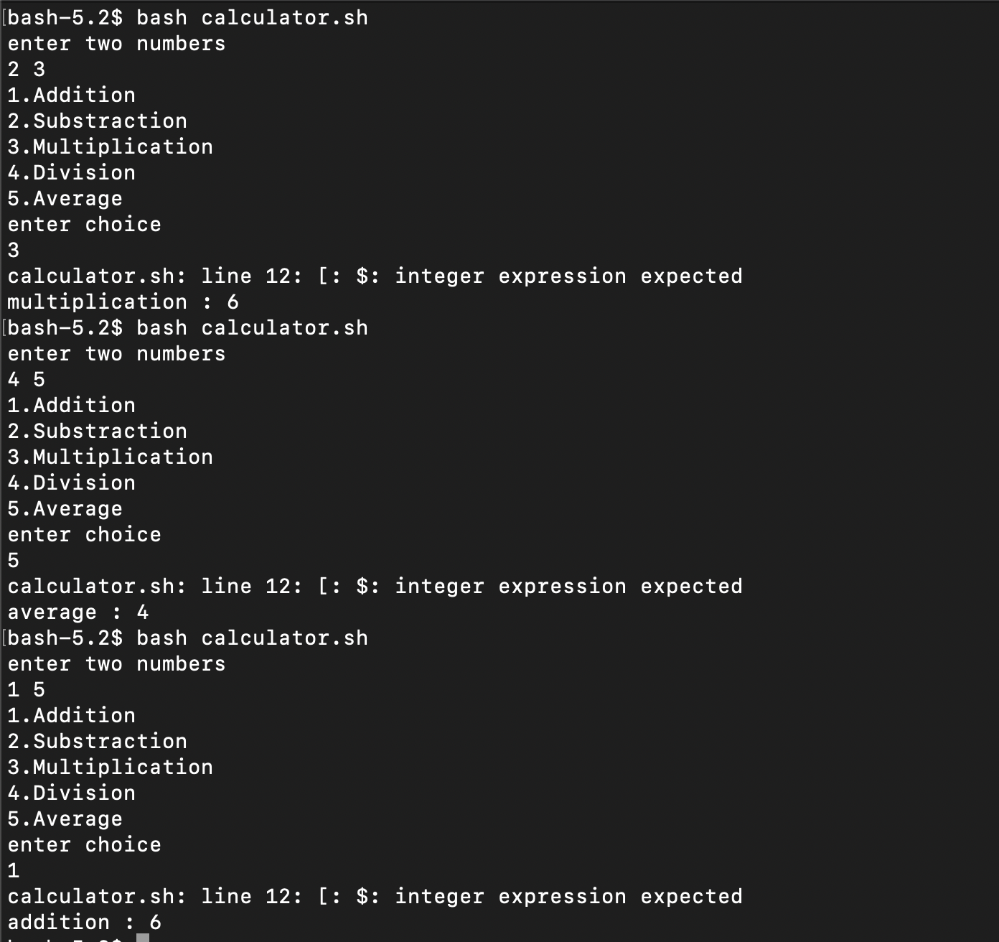 [bash-5.2$ bash calculator.sh
enter two numbers
2 3
1.Addition
2.Substraction
3.Multiplication
4.Division
5.Average
enter choice
3
calculator.sh: line 12: [: $: integer expression expected
multiplication : 6
[bash-5.2$ bash calculator.sh
enter two numbers
4 5
1.Addition
2.Substraction
3.Multiplication
4.Division
5.Average
enter choice
5
calculator.sh: line 12: [: $: integer expression expected
average : 4
[bash-5.2$ bash calculator.sh
enter two numbers
1 5
1.Addition
2.Substraction
3.Multiplication
4.Division
5.Average
enter choice
1
calculator.sh: line 12: [: $: integer expression expected
addition : 6
bash-5.2$